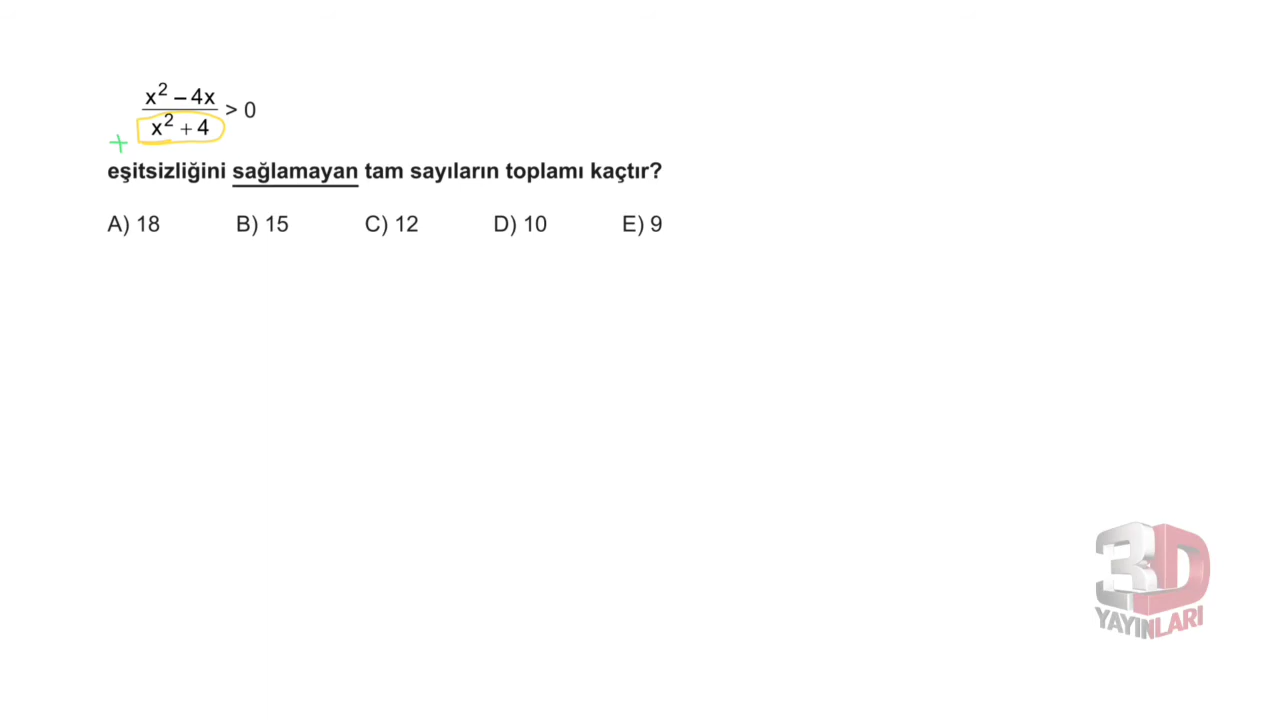 x² – 4x
x² + 4
> 0
+
eşitsizliğini sağlamayan tam sayıların toplamı kaçtır?
A) 18 B) 15 C) 12 D) 10 E) 9
3D
YAYINLARI